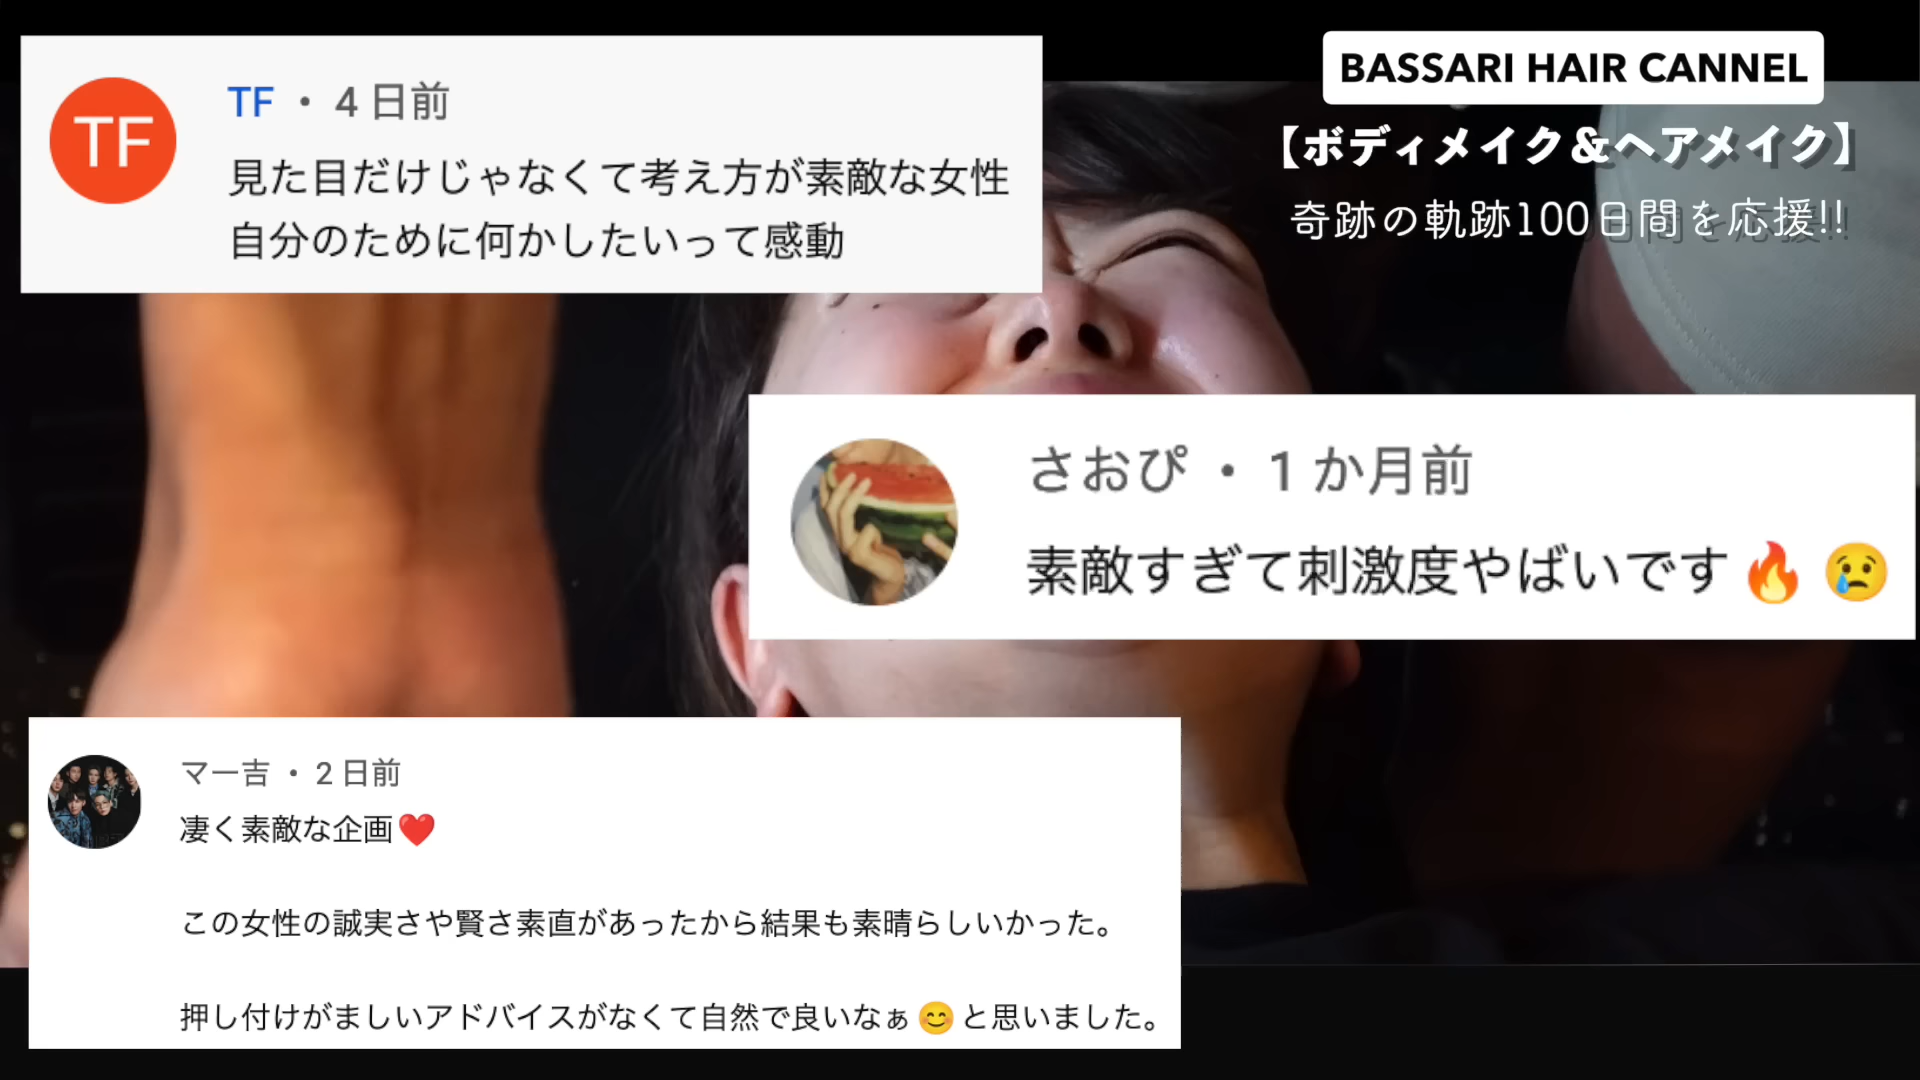 TF
TF・4 日前
見た目だけじゃなくて考え方が素敵な女性
自分のために何かしたいって感動
BASSARI HAIR CANNEL
【ボディメイク&ヘアメイク】
奇跡の軌跡100日間を応援!!
さおぴ・1 か月前
素敵すぎて刺激度やばいです🔥😢
マー吉・2 日前
凄く素敵な企画❤️
この女性の誠実さや賢さ素直があったから結果も素晴らしいかった。
押し付けがましいアドバイスがなくて自然で良いなぁ😊と思いました。